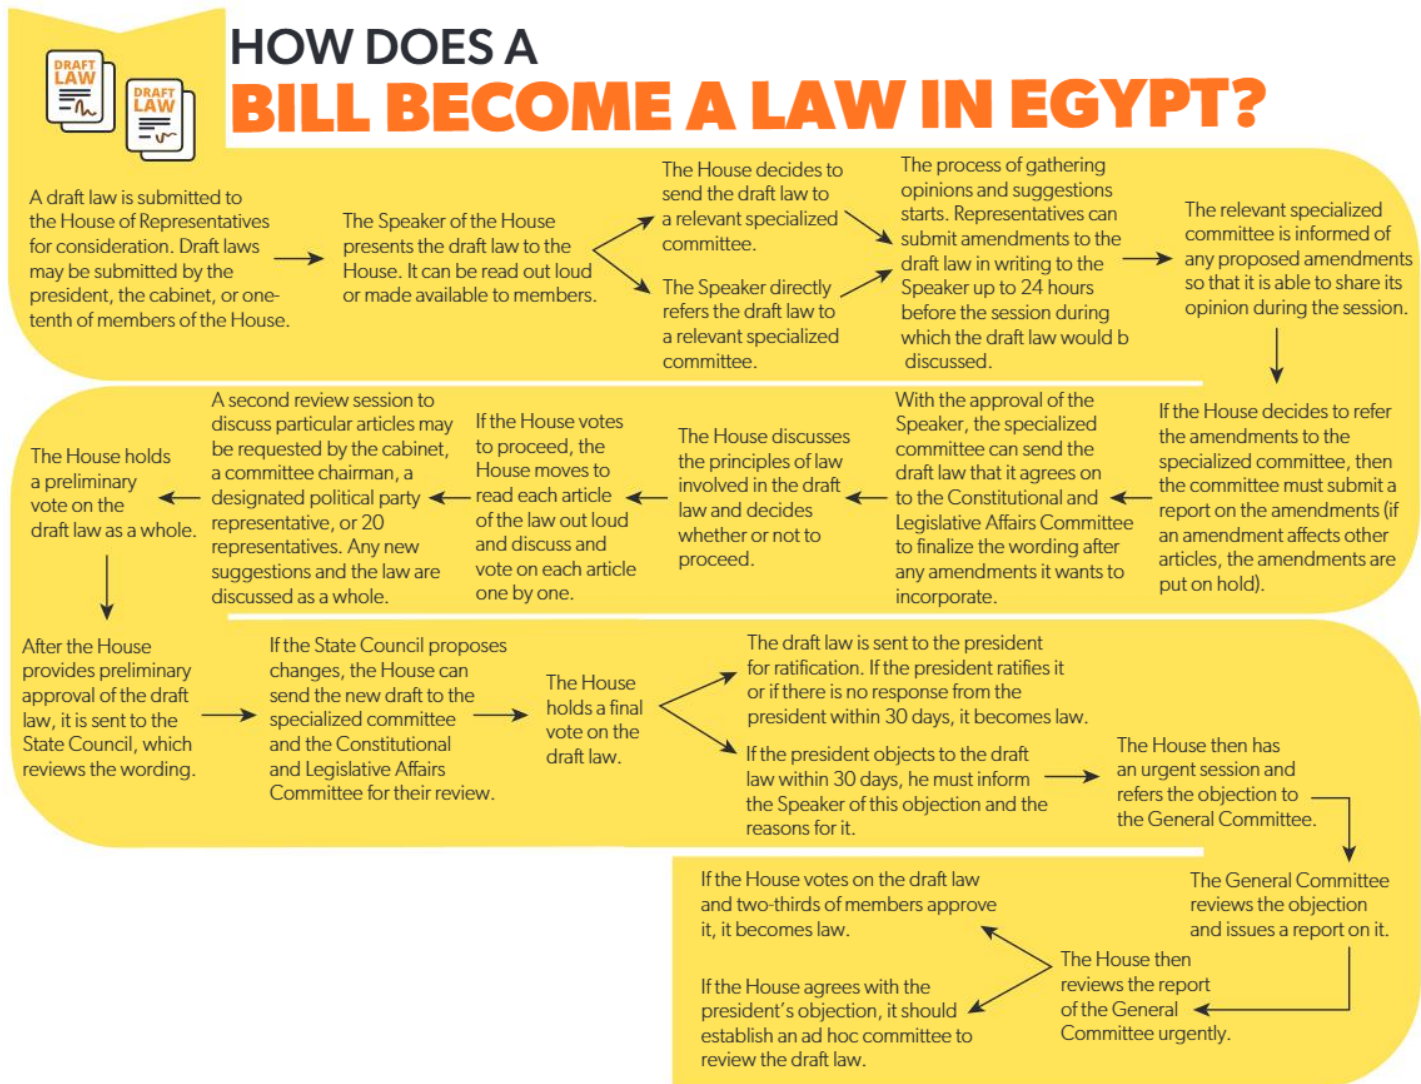 DRAFT
LAW
DRAFT
LAW
HOW DOES A
BILL BECOME A LAW IN EGYPT?
A draft law is submitted to
the House of Representatives
for consideration. Draft laws
may be submitted by the
president, the cabinet, or one-
tenth of members of the House.
The Speaker of the House
presents the draft law to the
House. It can be read out loud
or made available to members.
The House decides to
send the draft law to
a relevant specialized
committee.
The Speaker directly
refers the draft law to
a relevant specialized
committee.
The process of gathering
opinions and suggestions
starts. Representatives can
submit amendments to the
draft law in writing to the
Speaker up to 24 hours
before the session during
which the draft law would b
discussed.
The relevant specialized
committee is informed of
any proposed amendments
so that it is able to share its
opinion during the session.
If the House decides to refer
the amendments to the
specialized committee, then
the committee must submit a
report on the amendments (if
an amendment affects other
articles, the amendments are
put on hold).
With the approval of the
Speaker, the specialized
committee can send the
draft law that it agrees on
to the Constitutional and
Legislative Affairs Committee
to finalize the wording after
any amendments it wants to
incorporate.
The House discusses
the principles of law
involved in the draft
law and decides
whether or not to
proceed.
If the House votes
to proceed, the
House moves to
read each article
of the law out loud
and discuss and
vote on each article
one by one.
A second review session to
discuss particular articles may
be requested by the cabinet,
a committee chairman, a
designated political party
representative, or 20
representatives. Any new
suggestions and the law are
discussed as a whole.
The House holds
a preliminary
vote on the
draft law as a whole.
After the House
provides preliminary
approval of the draft
law, it is sent to the
State Council, which
reviews the wording.
If the State Council proposes
changes, the House can
send the new draft to the
specialized committee
and the Constitutional
and Legislative Affairs
Committee for their review.
The House
holds a final
vote on the
draft law.
The draft law is sent to the president
for ratification. If the president ratifies it
or if there is no response from the
president within 30 days, it becomes law.
If the president objects to the draft
law within 30 days, he must inform
the Speaker of this objection and the
reasons for it.
The House then has
an urgent session and
refers the objection to
the General Committee.
The General Committee
reviews the objection
and issues a report on it.
The House then
reviews the report
of the General
Committee urgently.
If the House votes on the draft law
and two-thirds of members approve
it, it becomes law.
If the House agrees with the
president's objection, it should
establish an ad hoc committee to
review the draft law.